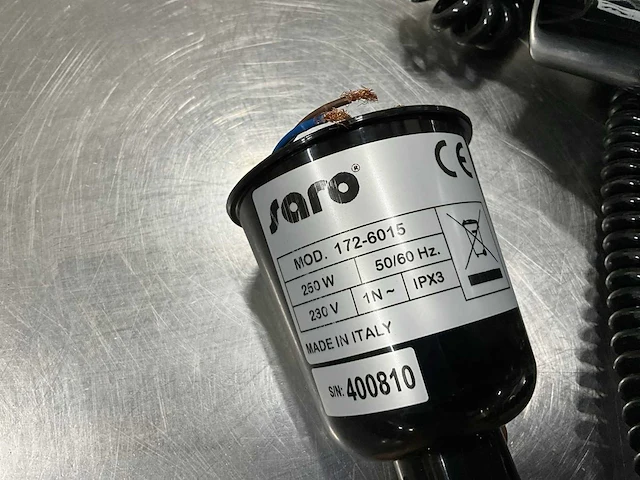 saro®
CE
MOD. 172-6015
250 W 50/60 Hz.
230 V 1N~ IPX3
MADE IN ITALY
S/N: 400810